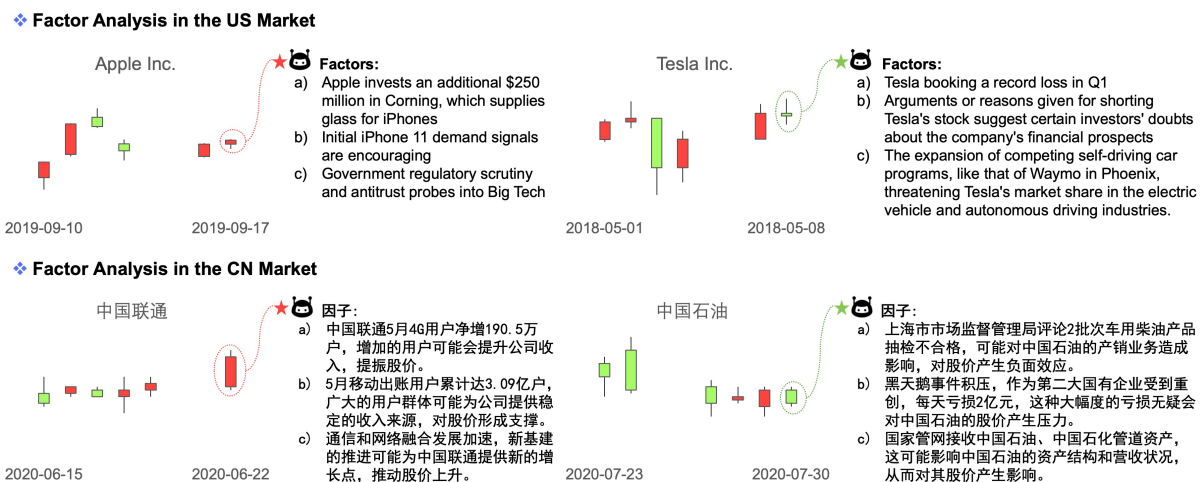 Factor Analysis in the US Market
Apple Inc.
Factors:
a) Apple invests an additional $250
million in Corning, which supplies
glass for iPhones
b) Initial iPhone 11 demand signals
are encouraging
c) Government regulatory scrutiny
and antitrust probes into Big Tech
2019-09-10
2019-09-17
Tesla Inc.
Factors:
a) Tesla booking a record loss in Q1
b) Arguments or reasons given for shorting
Tesla's stock suggest certain investors' doubts
about the company's financial prospects
c) The expansion of competing self-driving car
programs, like that of Waymo in Phoenix,
threatening Tesla's market share in the electric
vehicle and autonomous driving industries.
2018-05-01
2018-05-08
Factor Analysis in the CN Market
中国联通
因子：
a) 中国联通5月4G用户净增190.5万
户，增加的用户可能会提升公司收
入，提振股价。
b) 5月移动出账用户累计达3.09亿户，
广大的用户群体可能为公司提供稳
定的收入来源，对股价形成支撑。
c) 通信和网络融合发展加速，新基建
的推进可能为中国联通提供新的增
长点，推动股价上升。
2020-06-15
2020-06-22
中国石油
因子：
a) 上海市市场监督管理局评论2批次车用柴油产品
抽检不合格，可能对中国石油的产销业务造成
影响，对股价产生负面效应。
b) 黑天鹅事件积压，作为第二大国有企业受到重
创，每天亏损2亿元，这种大幅度的亏损无疑会
对中国石油的股价产生压力。
c) 国家管网接收中国石油、中国石化管道资产，
这可能影响中国石油的资产结构和营收状况，
从而对其股价产生影响。
2020-07-23
2020-07-30